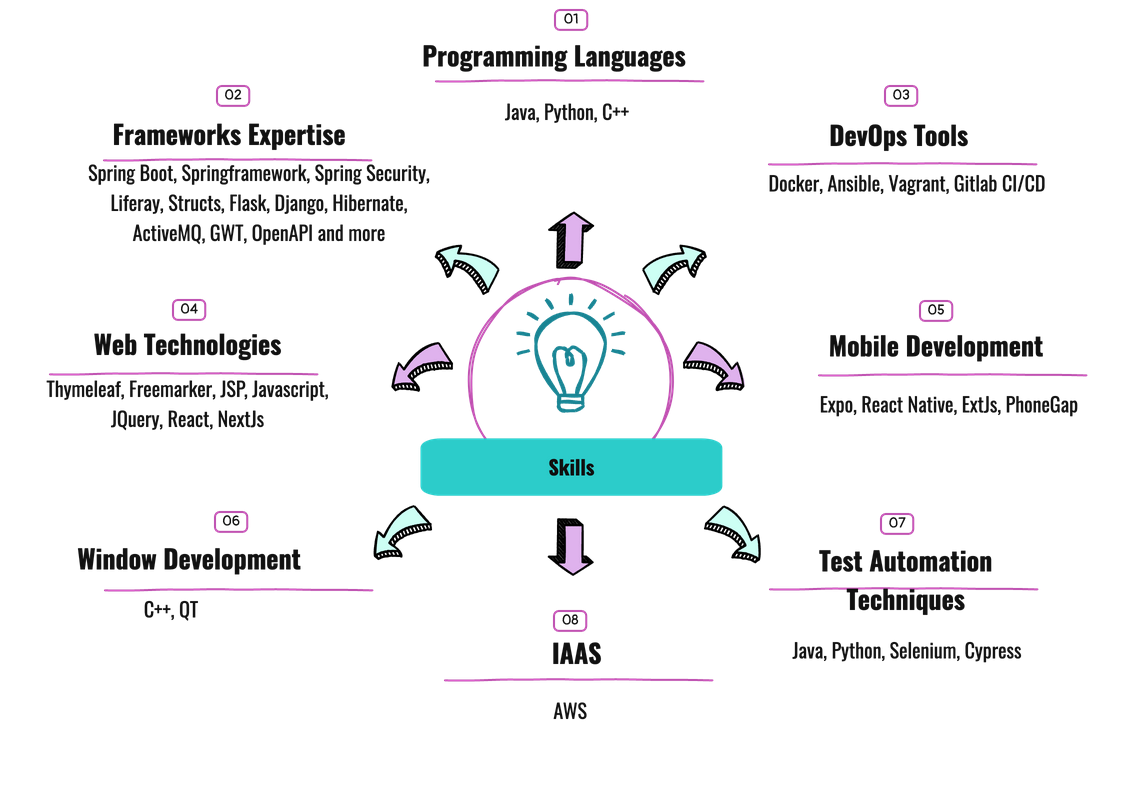 01
Programming Languages
Java, Python, C++
02
Frameworks Expertise
Spring Boot, Springframework, Spring Security,
Liferay, Structs, Flask, Django, Hibernate,
ActiveMQ, GWT, OpenAPI and more
03
DevOps Tools
Docker, Ansible, Vagrant, Gitlab CI/CD
04
Web Technologies
Thymeleaf, Freemarker, JSP, Javascript,
JQuery, React, NextJs
05
Mobile Development
Expo, React Native, ExtJs, PhoneGap
Skills
06
Window Development
C++, QT
07
Test Automation
Techniques
Java, Python, Selenium, Cypress
08
IAAS
AWS